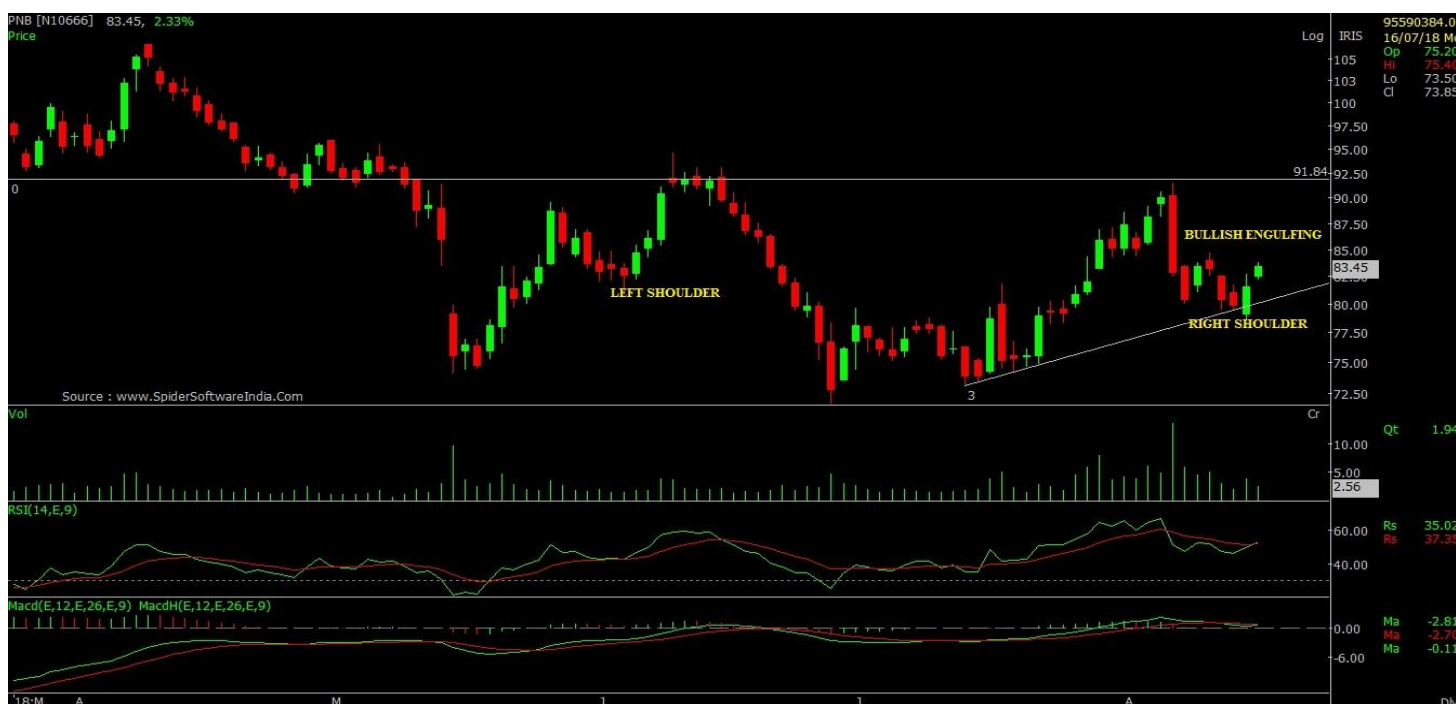 PNB [N10666] 83.45, 2.33%
Price
Log
IRIS
95590384.0
16/07/18 Mo
Op 75.20
Hi 75.40
Lo 73.50
Cl 73.85
105
103
100
97.50
95.00
92.50
91.84
0
90.00
87.50
BULLISH ENGULFING
85.00
83.45
LEFT SHOULDER
80.00
RIGHT SHOULDER
77.50
75.00
72.50
3
Source : www.SpiderSoftwareIndia.Com
Vol
Cr
Qt 1.94
10.00
5.00
2.56
RSI(14,E,9)
60.00
40.00
Rs 35.02
Rs 37.35
Macd(E,12,E,26,E,9) MacdH(E,12,E,26,E,9)
0.00
-6.00
Ma -2.81
Ma -2.70
Ma -0.11
'18:M A M J J A